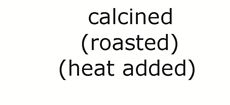 calcined
(roasted)
(heat added)